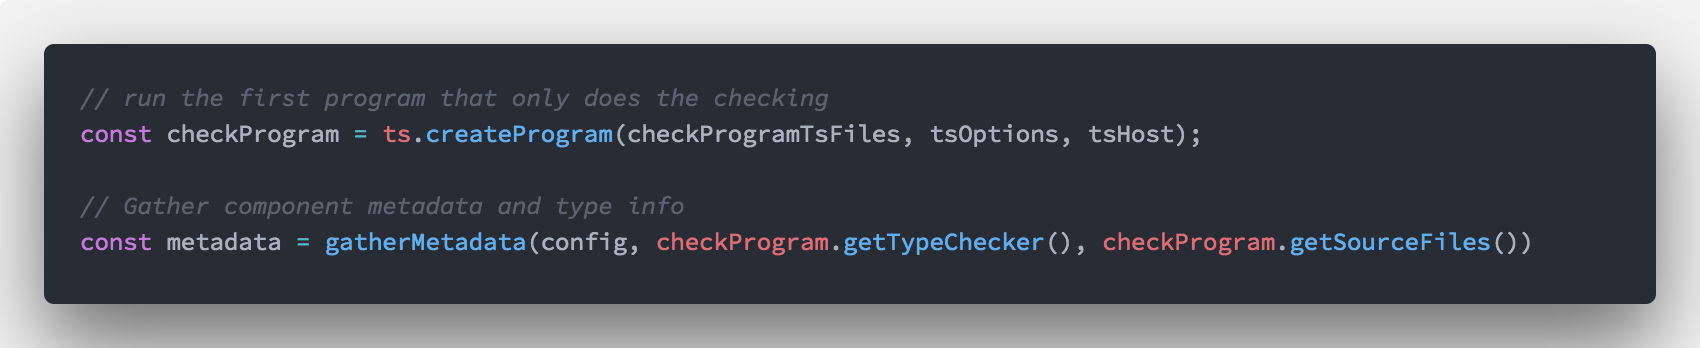 // run the first program that only does the checking
const checkProgram = ts.createProgram(checkProgramTsFiles, tsOptions, tsHost);
// Gather component metadata and type info
const metadata = gatherMetadata(config, checkProgram.getTypeChecker(), checkProgram.getSourceFiles())